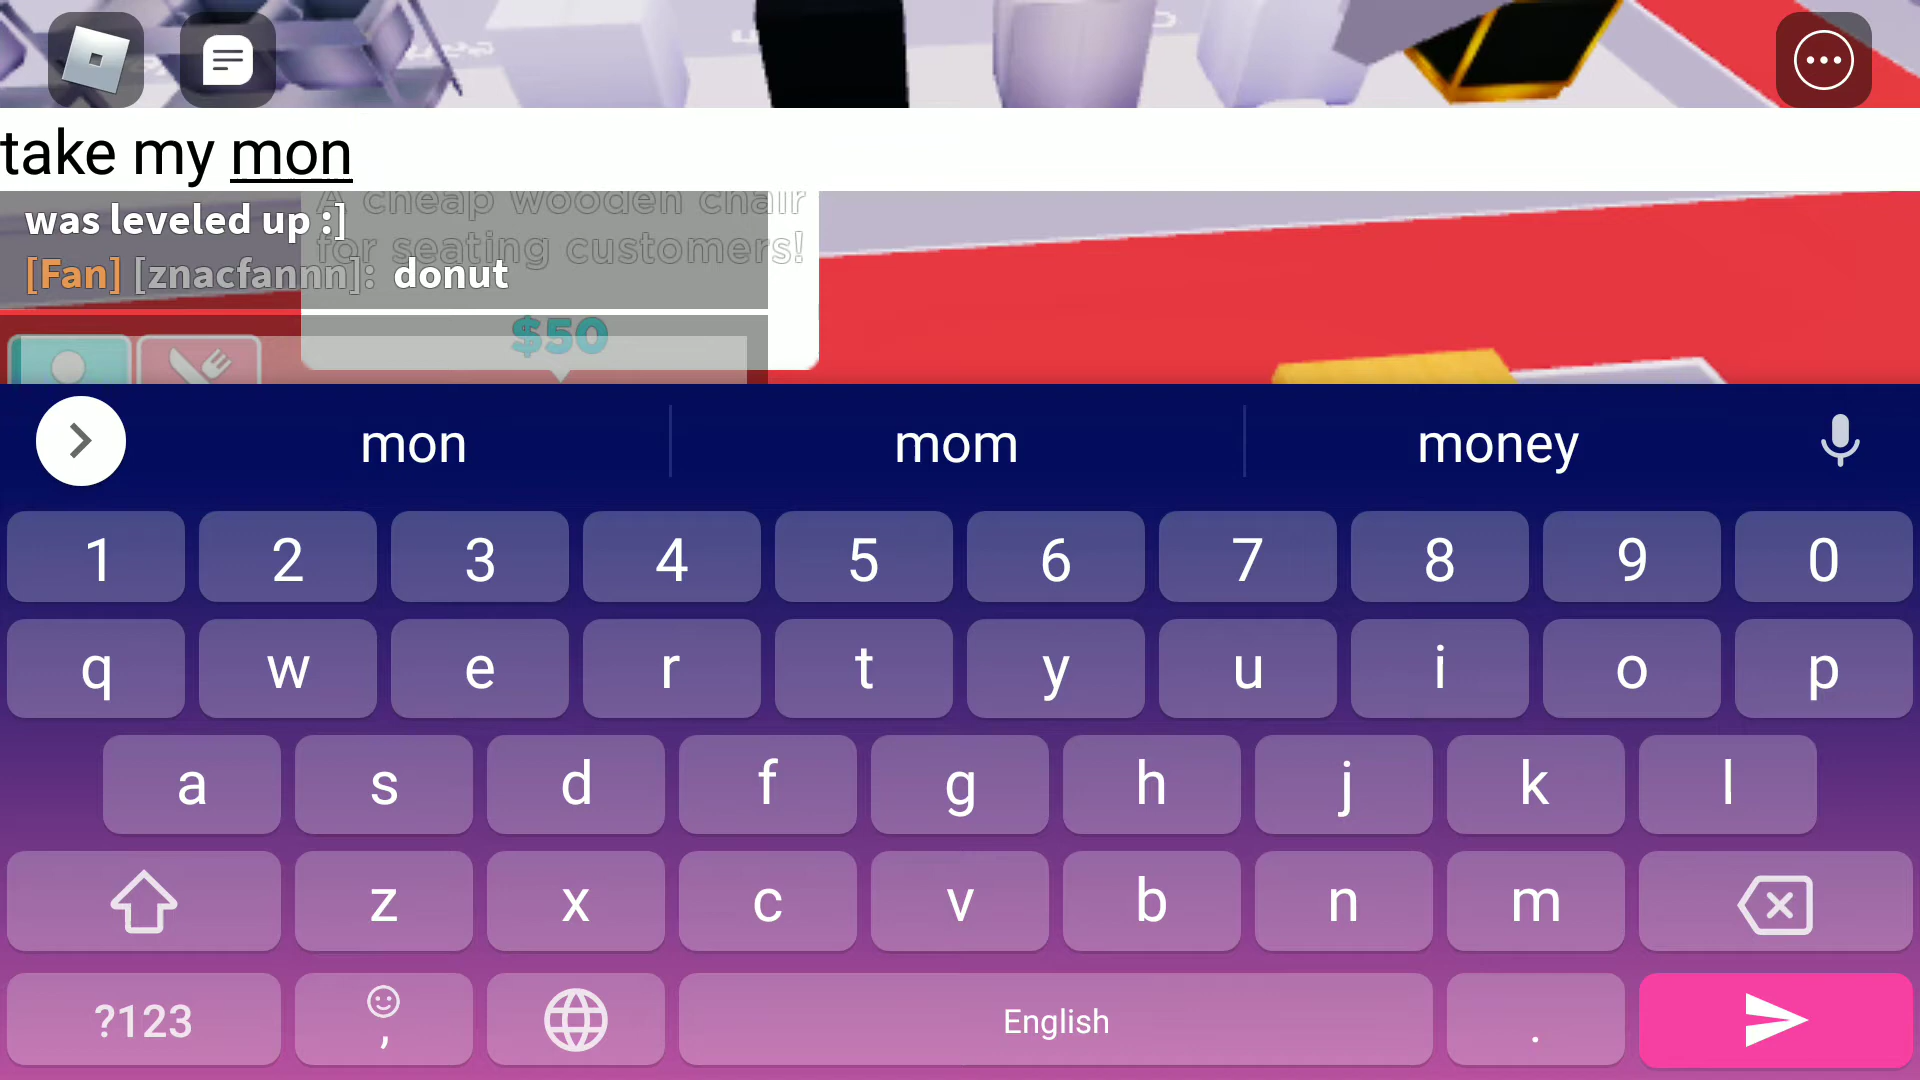 take my mon
A cheap wooden chair
for seating customers!
$50
was leveled up :]
[Fan] [znacfannn]: donut
mon mom money
1 2 3 4 5 6 7 8 9 0
q w e r t y u i o p
a s d f g h j k l
z x c v b n m
?123 , English .